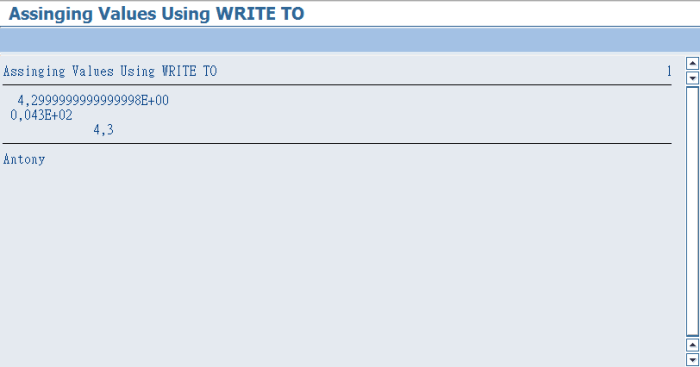 Assinging Values Using WRITE TO
Assinging Values Using WRITE TO 1
4,2999999999999998E+00
0,043E+02
4,3
Antony